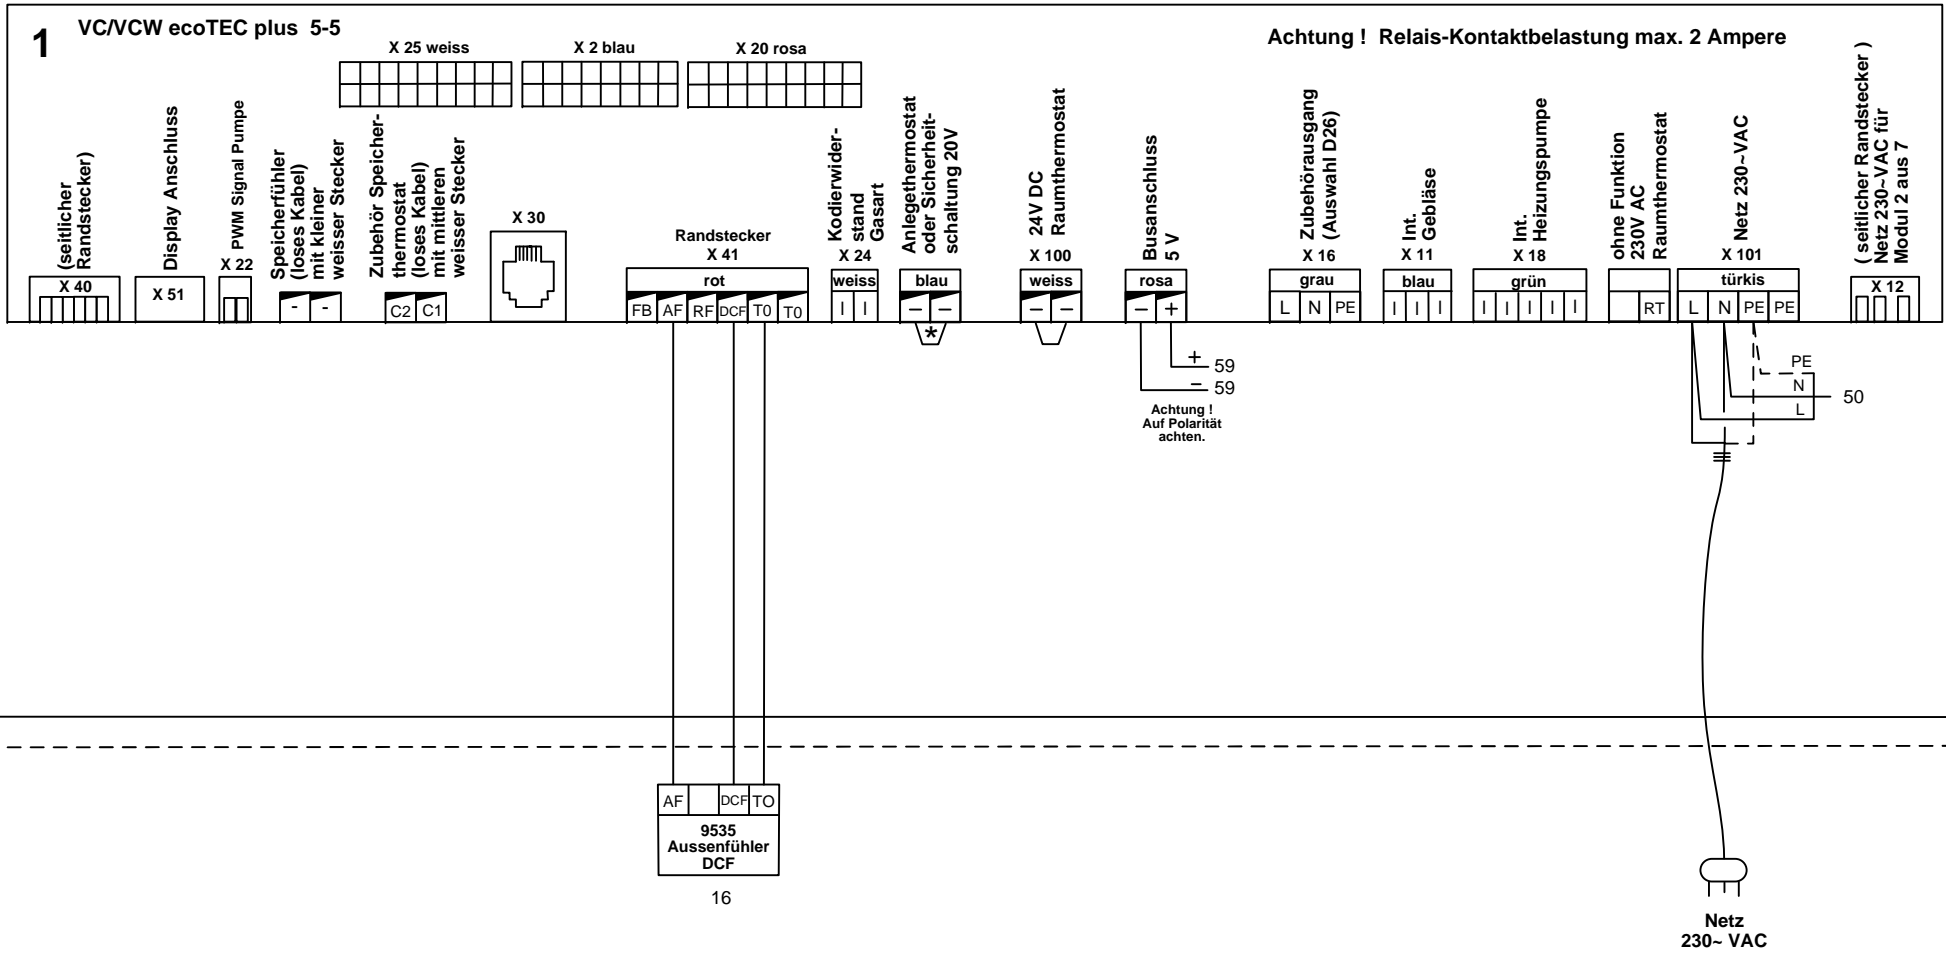 1
VC/VCW ecoTEC plus 5-5
Achtung ! Relais-Kontaktbelastung max. 2 Ampere
X 25 weiss
X 2 blau
X 20 rosa
(seitlicher
Randstecker)
X 40
Display Anschluss
X 51
PWM Signal Pumpe
X 22
Speicherfühler
(loses Kabel)
mit kleiner
weisser Stecker
- -
Zubehör Speicher-
thermostat
(loses Kabel)
mit mittleren
weisser Stecker
C2 C1
X 30
Randstecker
X 41
rot
FB AF RF DCF T0 T0
Kodierwider-
stand
Gasart
X 24
weiss
I I
Anlegethermostat
oder Sicherheit-
schaltung 20V
blau
– –
*
24V DC
Raumthermostat
X 100
weiss
– –
Busanschluss
5 V
rosa
– +
+ 59
– 59
Achtung !
Auf Polarität
achten.
Zubehörausgang
(Auswahl D26)
X 16
grau
L N PE
Int.
Gebläse
X 11
blau
I I I
Int.
Heizungspumpe
X 18
grün
I I I I I
ohne Funktion
230V AC
Raumthermostat
RT
Netz 230~VAC
X 101
türkis
L N PE PE
( seitlicher Randstecker )
Netz 230~VAC für
Modul 2 aus 7
X 12
PE
N
L
50
AF DCF TO
9535
Aussenfühler
DCF
16
Netz
230~ VAC